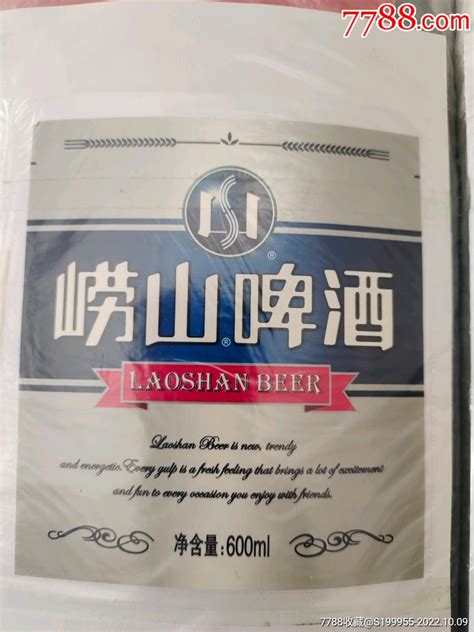 7788.com
崂山®啤酒
LAOSHAN BEER
Laoshan Beer is new, trendy
and energetic.Every gulp is a fresh feeling that brings a lot of excitement
and fun to every occasion you enjoy with friends.
净含量:600ml
7788收藏@S199955-2022.10.09